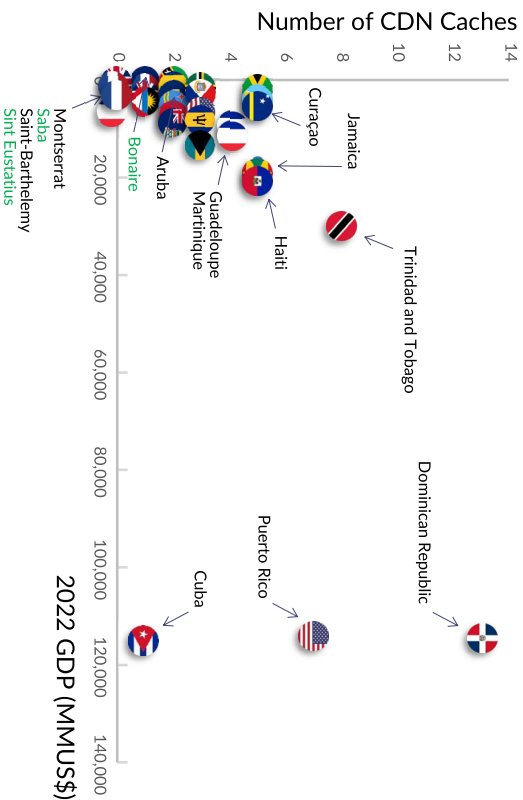 Number of CDN Caches
14
12
10
8
6
4
2
0
0
20,000
40,000
60,000
80,000
100,000
120,000
140,000
2022 GDP (MMUS$)
Curaçao
Jamaica
Haiti
Trinidad and Tobago
Dominican Republic
Puerto Rico
Cuba
Guadeloupe
Martinique
Aruba
Bonaire
Montserrat
Saba
Saint-Barthelemy
Sint Eustatius